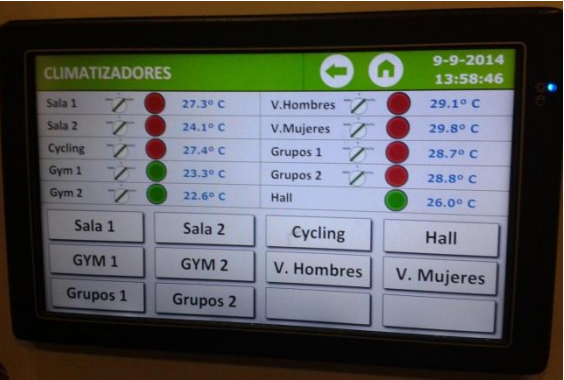 CLIMATIZADORES
9-9-2014
13:58:46
Sala 1 27.3º C V.Hombres 29.1º C
Sala 2 24.1º C V.Mujeres 29.8º C
Cycling 27.4º C Grupos 1 28.7º C
Gym 1 23.3º C Grupos 2 28.8º C
Gym 2 22.6º C Hall 26.0º C
Sala 1 Sala 2 Cycling Hall
GYM 1 GYM 2 V. Hombres V. Mujeres
Grupos 1 Grupos 2